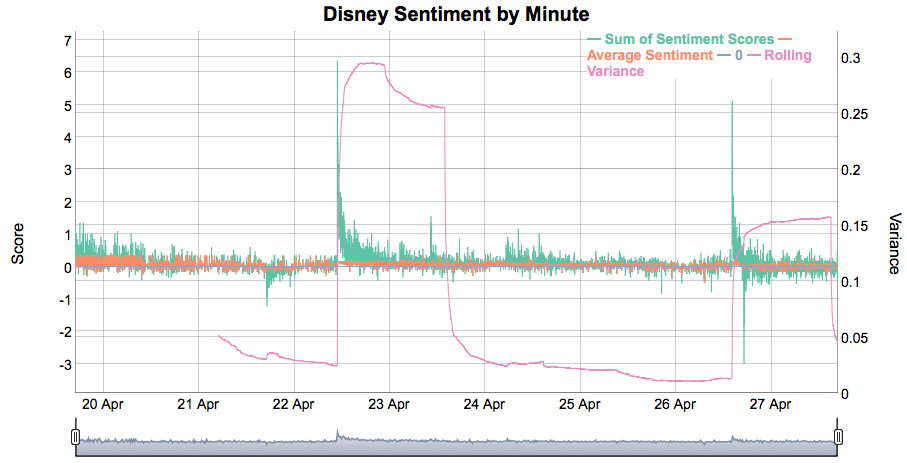 Disney Sentiment by Minute
— Sum of Sentiment Scores —
Average Sentiment — 0 — Rolling
Variance
7
6
5
4
3
2
1
0
-1
-2
-3
Score
0.3
0.25
0.2
0.15
0.1
0.05
0
Variance
20 Apr 21 Apr 22 Apr 23 Apr 24 Apr 25 Apr 26 Apr 27 Apr